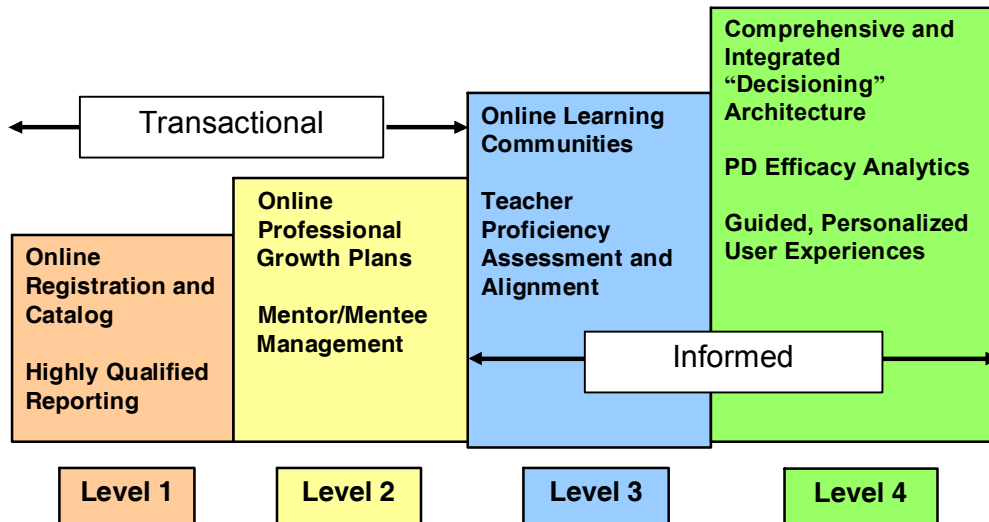 Transactional
Online
Registration and
Catalog
Highly Qualified
Reporting
Online
Professional
Growth Plans
Mentor/Mentee
Management
Online Learning
Communities
Teacher
Proficiency
Assessment and
Alignment
Comprehensive and
Integrated
“Decisioning”
Architecture
PD Efficacy Analytics
Guided, Personalized
User Experiences
Informed
Level 1
Level 2
Level 3
Level 4